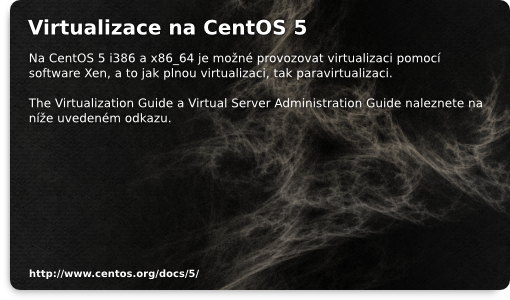 Virtualizace na CentOS 5
Na CentOS 5 i386 a x86_64 je možné provozovat virtualizaci pomocí
software Xen, a to jak plnou virtualizaci, tak paravirtualizaci.
The Virtualization Guide a Virtual Server Administration Guide naleznete na
níže uvedeném odkazu.
http://www.centos.org/docs/5/